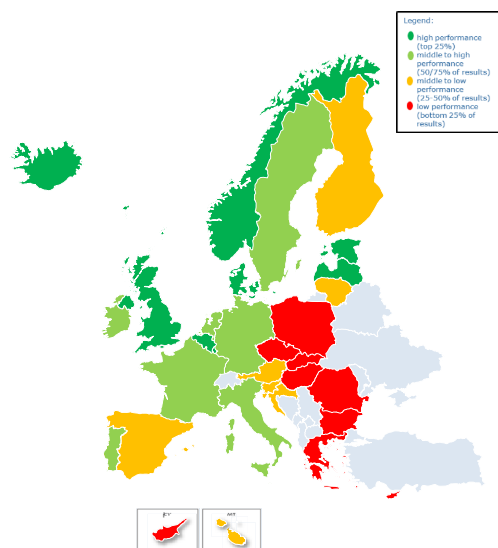 Legend:
high performance
(top 25%)
middle to high
performance
(50/75% of results)
middle to low
performance
(25-50% of results)
low performance
(bottom 25% of
results)